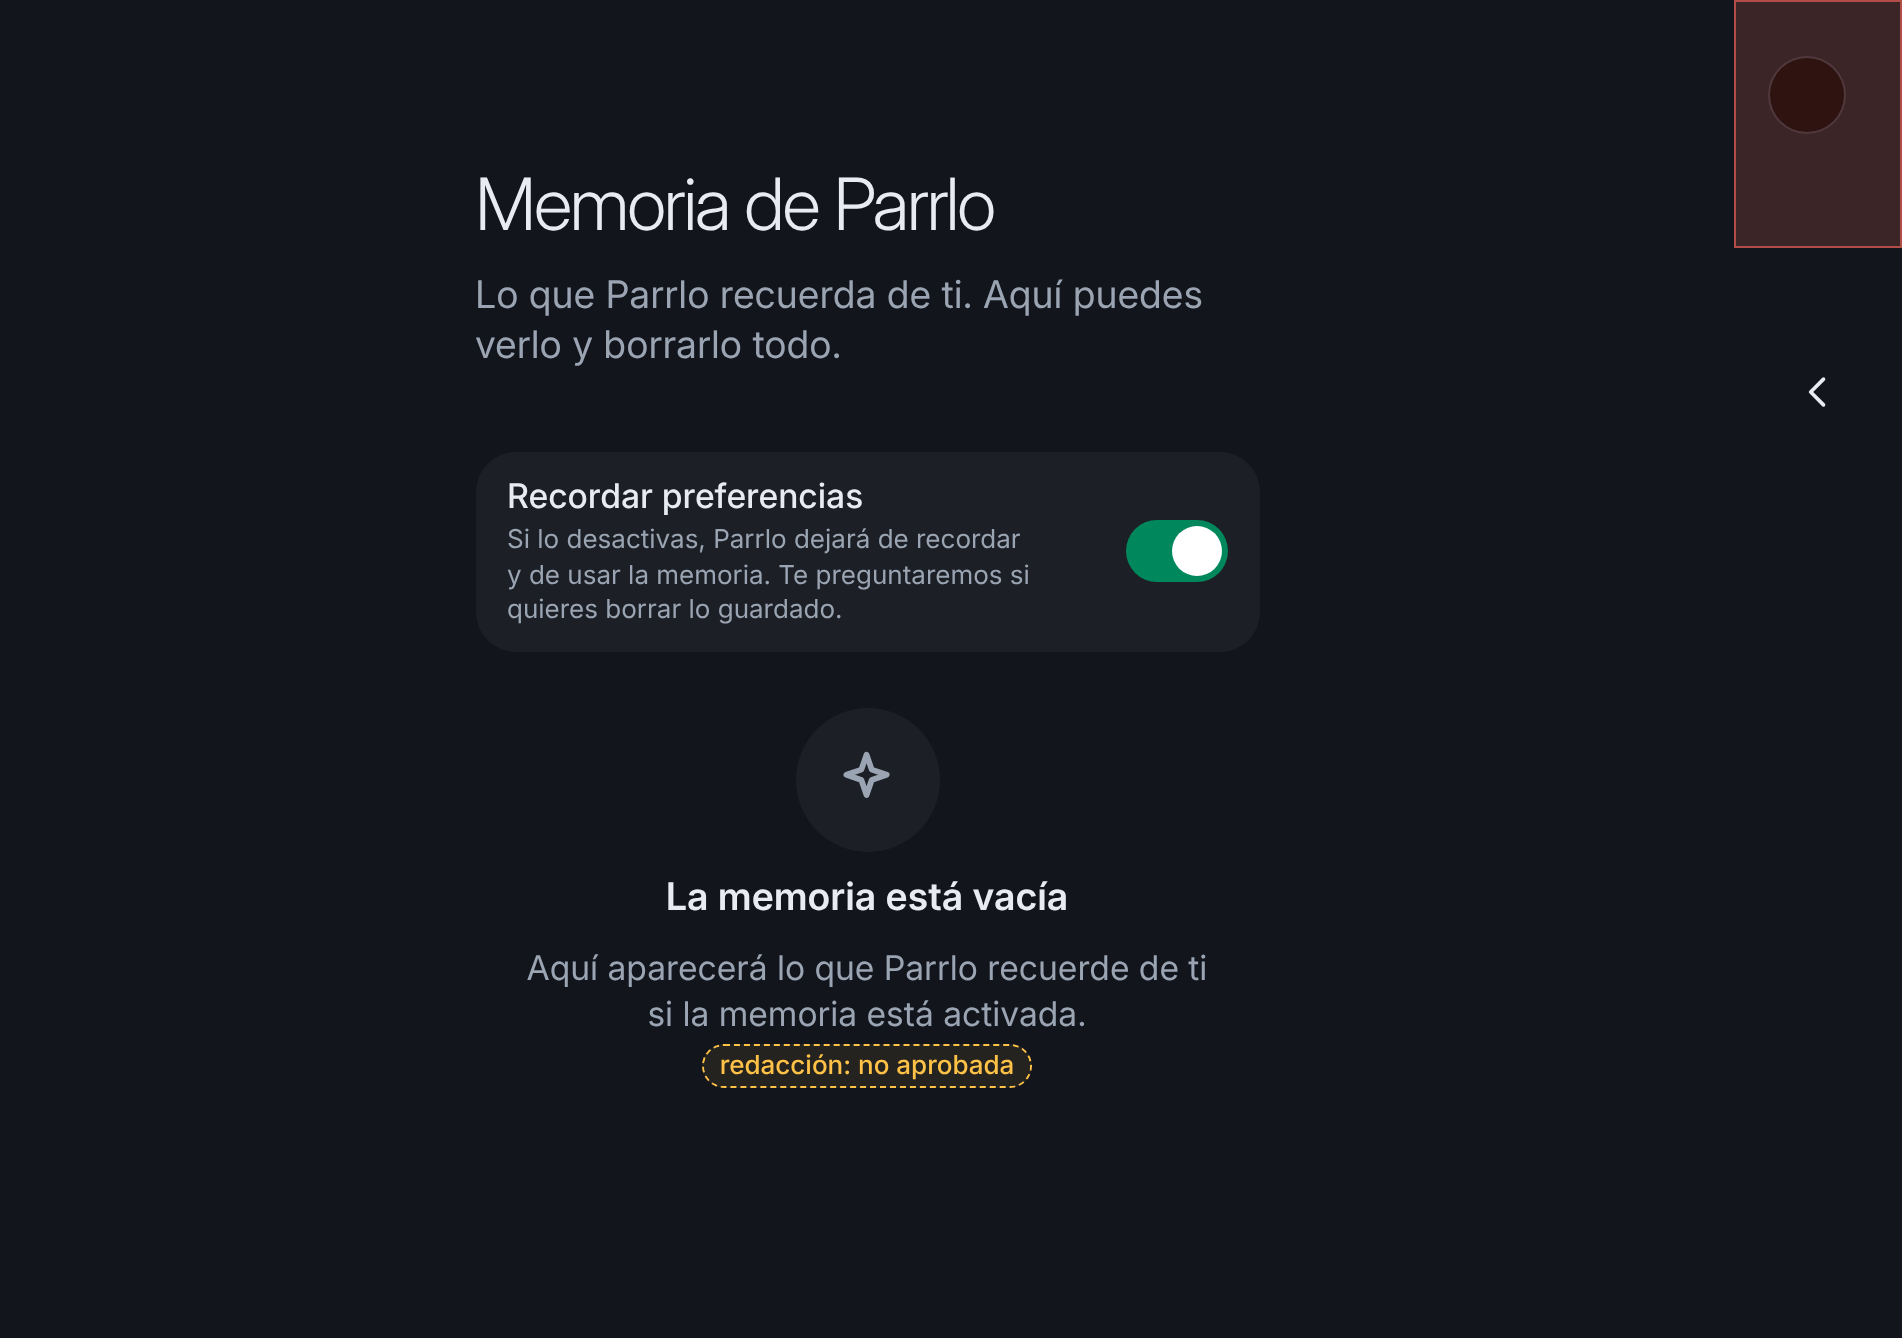 Memoria de Parrlo
Lo que Parrlo recuerda de ti. Aquí puedes
verlo y borrarlo todo.
Recordar preferencias
Si lo desactivas, Parrlo dejará de recordar
y de usar la memoria. Te preguntaremos si
quieres borrar lo guardado.
La memoria está vacía
Aquí aparecerá lo que Parrlo recuerde de ti
si la memoria está activada.
redacción: no aprobada